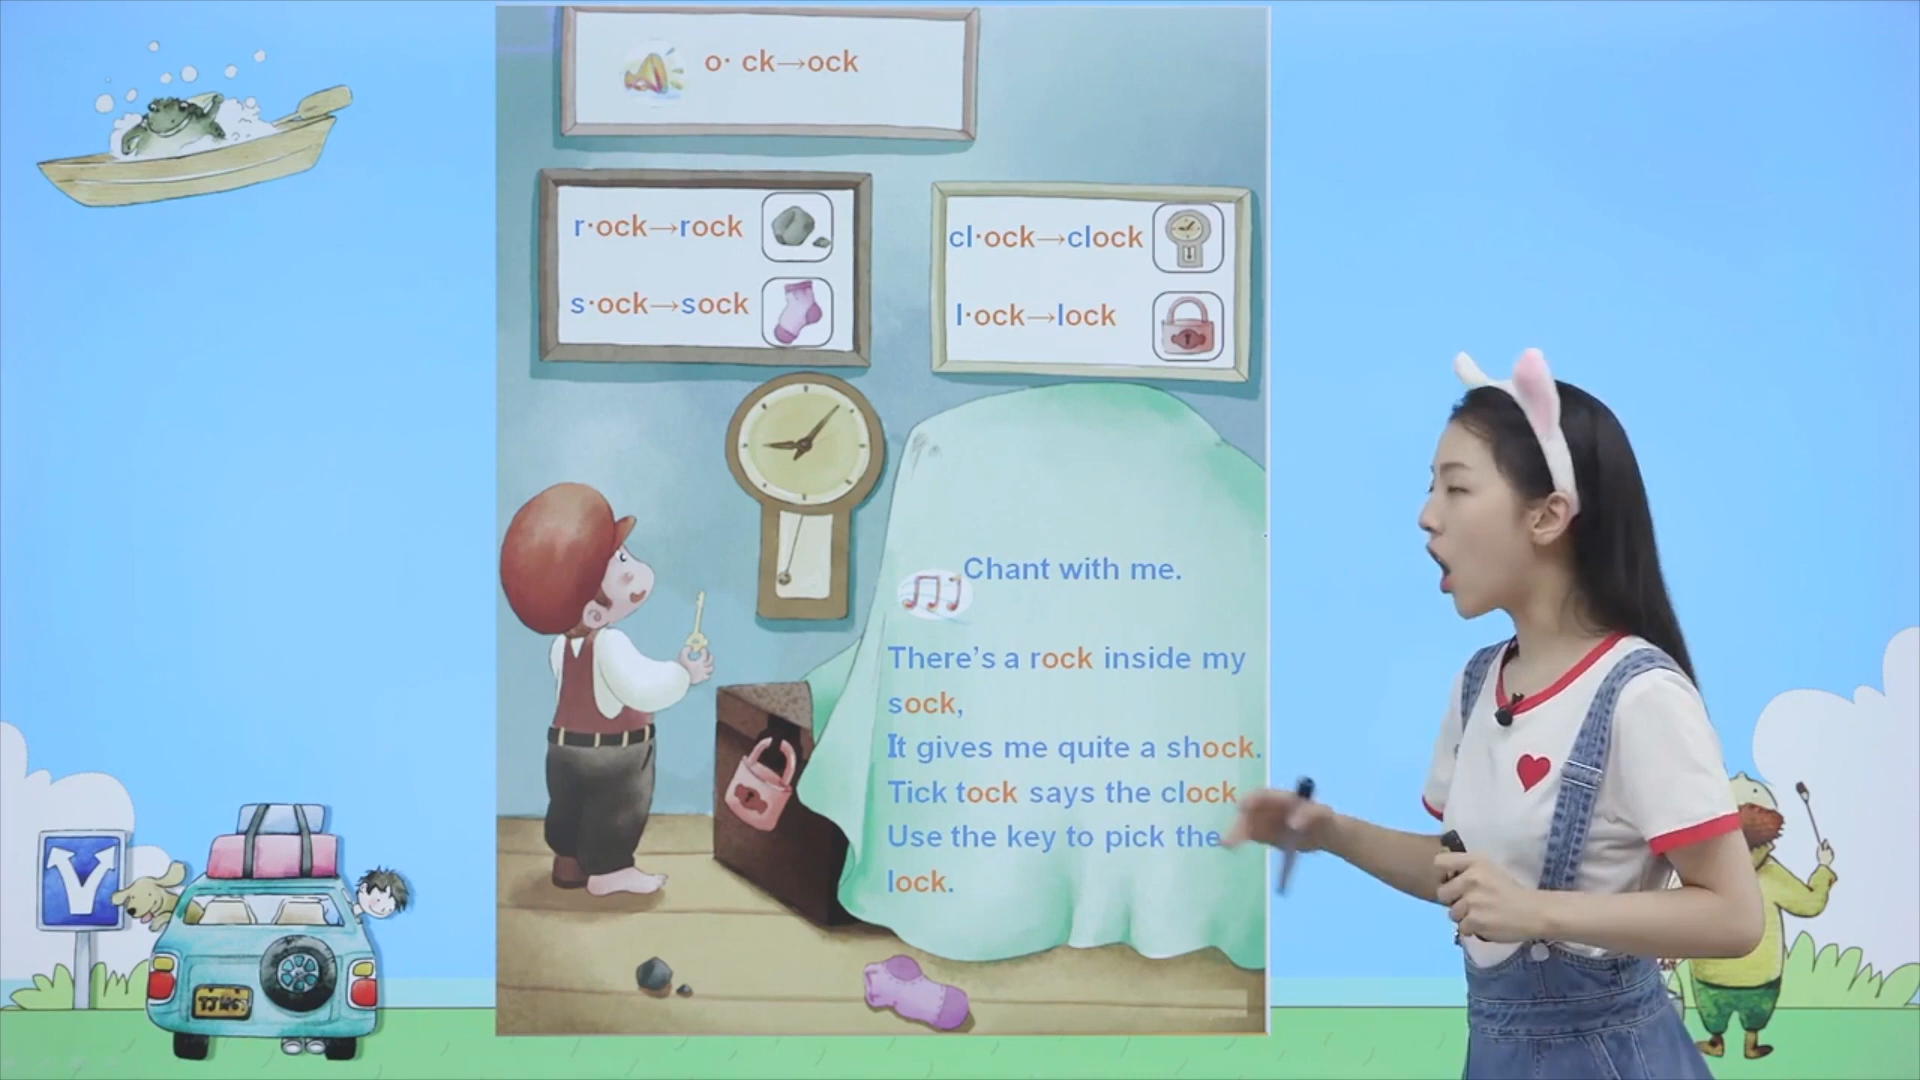 o· ck→ock
r·ock→rock
s·ock→sock
cl·ock→clock
l·ock→lock
Chant with me.
There's a rock inside my
sock,
It gives me quite a shock.
Tick tock says the clock
Use the key to pick the
lock.